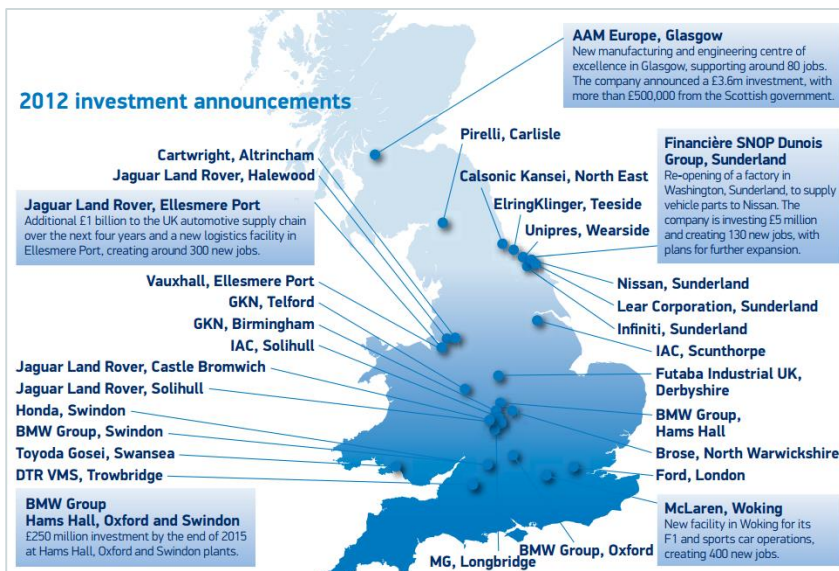 2012 investment announcements
AAM Europe, Glasgow
New manufacturing and engineering centre of
excellence in Glasgow, supporting around 80 jobs.
The company announced a £3.6m investment, with
more than £500,000 from the Scottish government.
Pirelli, Carlisle
Cartwright, Altrincham
Jaguar Land Rover, Halewood
Calsonic Kansei, North East
ElringKlinger, Teeside
Unipres, Wearside
Financière SNOP Dunois
Group, Sunderland
Re-opening of a factory in
Washington, Sunderland, to supply
vehicle parts to Nissan. The
company is investing £5 million
and creating 130 new jobs, with
plans for further expansion.
Jaguar Land Rover, Ellesmere Port
Additional £1 billion to the UK automotive supply chain
over the next four years and a new logistics facility in
Ellesmere Port, creating around 300 new jobs.
Vauxhall, Ellesmere Port
GKN, Telford
GKN, Birmingham
IAC, Solihull
Jaguar Land Rover, Castle Bromwich
Jaguar Land Rover, Solihull
Honda, Swindon
BMW Group, Swindon
Toyoda Gosei, Swansea
DTR VMS, Trowbridge
Nissan, Sunderland
Lear Corporation, Sunderland
Infiniti, Sunderland
IAC, Scunthorpe
Futaba Industrial UK,
Derbyshire
BMW Group,
Hams Hall
Brose, North Warwickshire
Ford, London
BMW Group
Hams Hall, Oxford and Swindon
£250 million investment by the end of 2015
at Hams Hall, Oxford and Swindon plants.
McLaren, Woking
New facility in Woking for its
F1 and sports car operations,
creating 400 new jobs.
BMW Group, Oxford
MG, Longbridge